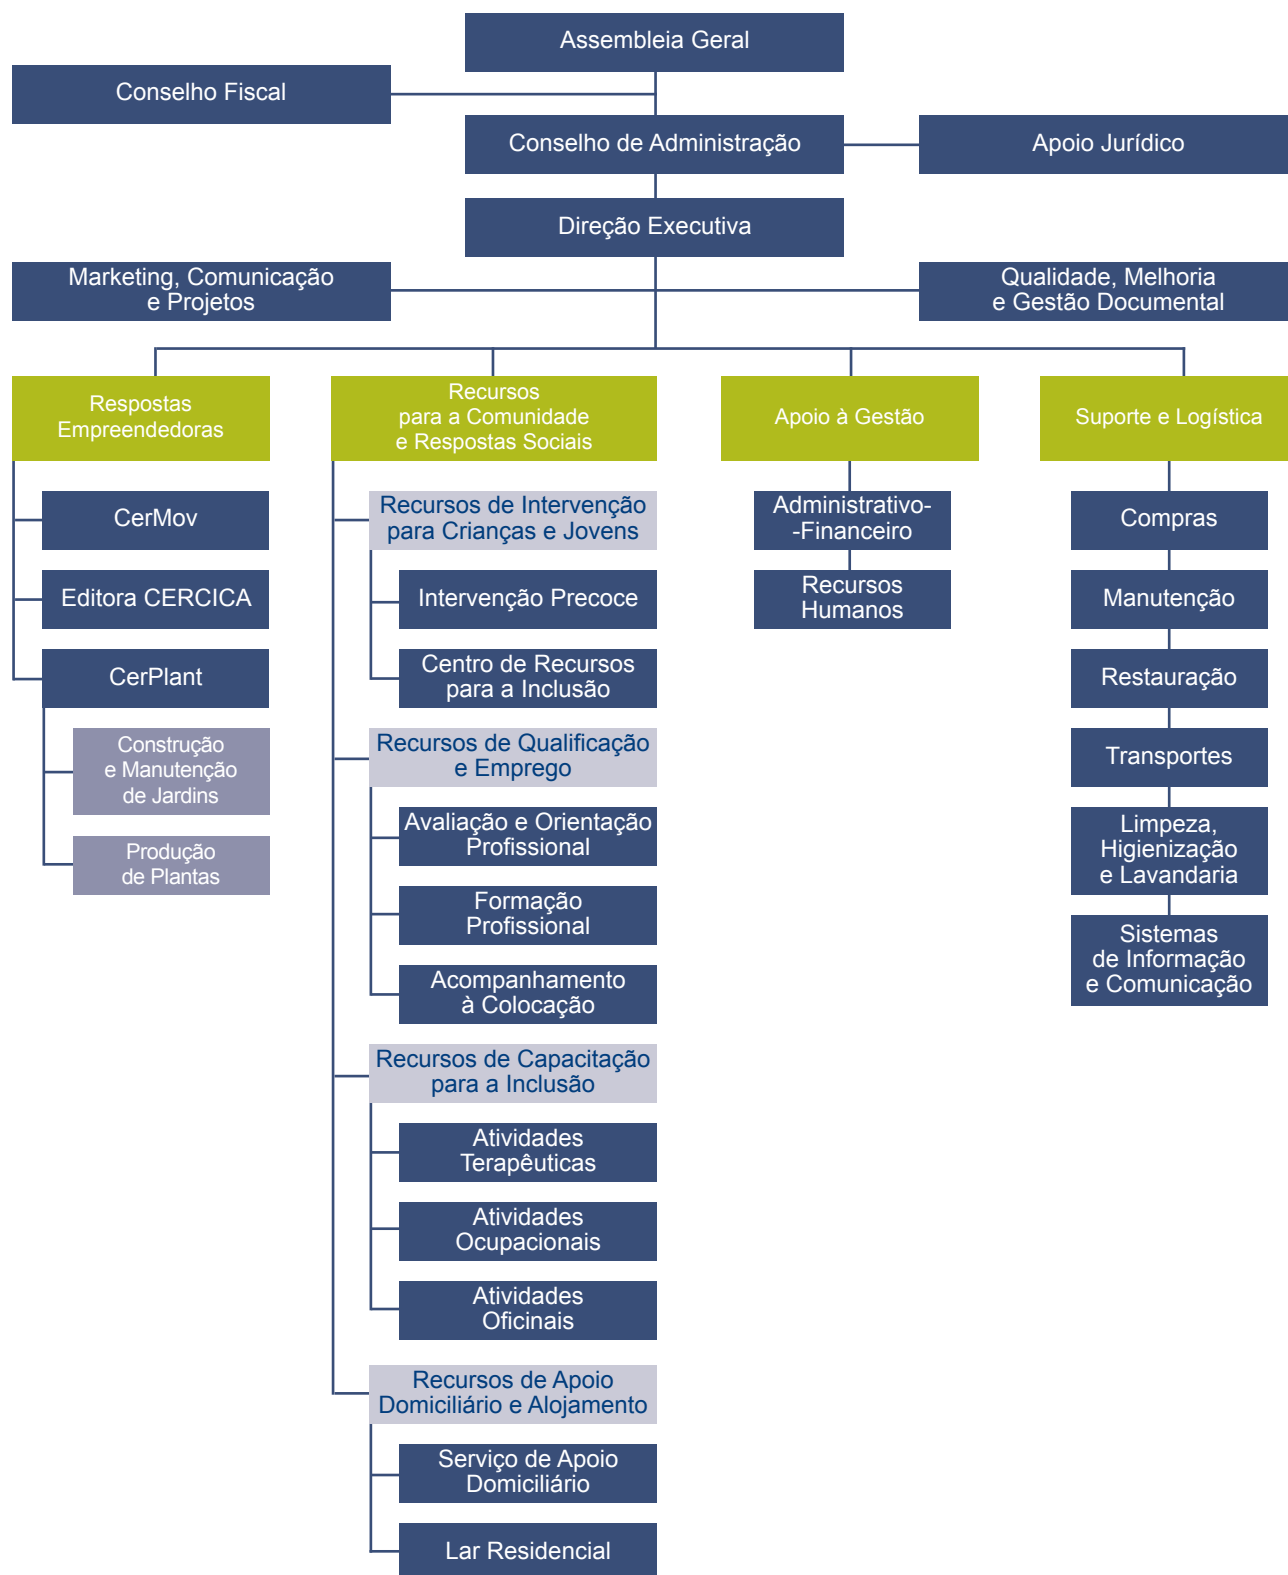 Assembleia Geral
Conselho Fiscal
Conselho de Administração
Apoio Jurídico
Direção Executiva
Marketing, Comunicação
e Projetos
Qualidade, Melhoria
e Gestão Documental
Respostas
Empreendedoras
CerMov
Editora CERCICA
CerPlant
Construção
e Manutenção
de Jardins
Produção
de Plantas
Recursos
para a Comunidade
e Respostas Sociais
Recursos de Intervenção
para Crianças e Jovens
Intervenção Precoce
Centro de Recursos
para a Inclusão
Recursos de Qualificação
e Emprego
Avaliação e Orientação
Profissional
Formação
Profissional
Acompanhamento
à Colocação
Recursos de Capacitação
para a Inclusão
Atividades
Terapêuticas
Atividades
Ocupacionais
Atividades
Oficinais
Recursos de Apoio
Domiciliário e Alojamento
Serviço de Apoio
Domiciliário
Lar Residencial
Apoio à Gestão
Administrativo-
-Financeiro
Recursos
Humanos
Suporte e Logística
Compras
Manutenção
Restauração
Transportes
Limpeza,
Higienização
e Lavandaria
Sistemas
de Informação
e Comunicação